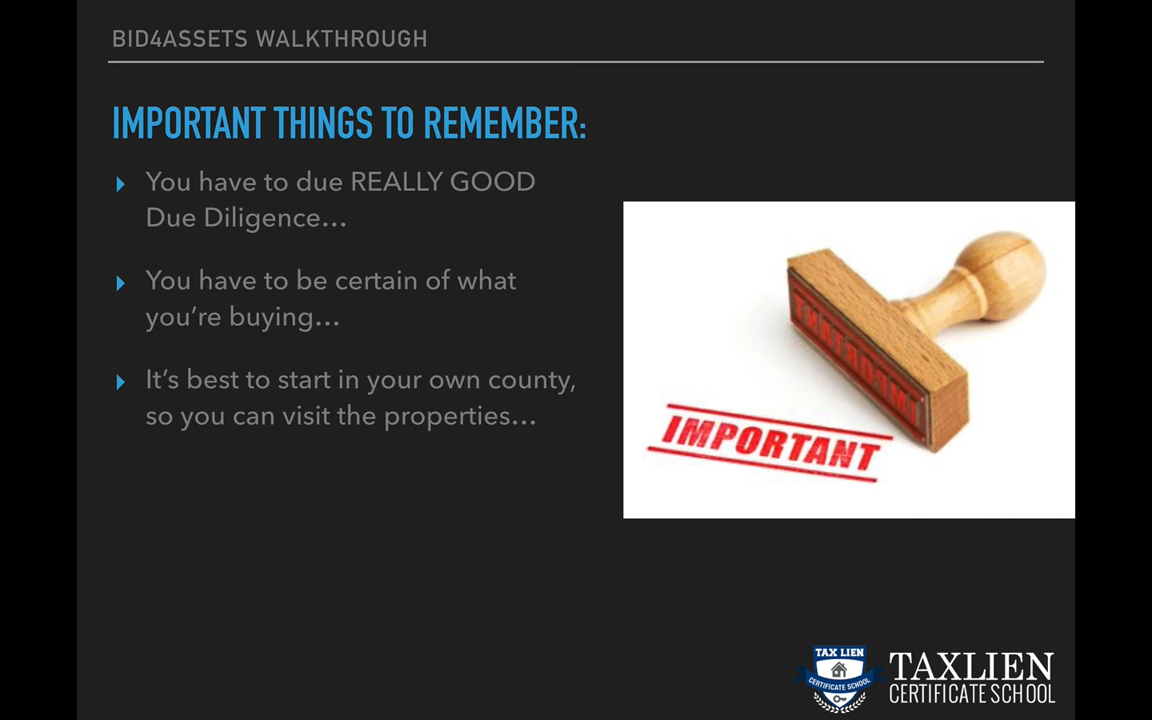 BID4ASSETS WALKTHROUGH
IMPORTANT THINGS TO REMEMBER:
You have to due REALLY GOOD
Due Diligence…
You have to be certain of what
you’re buying…
It’s best to start in your own county,
so you can visit the properties…
IMPORTANT
IMPORTANT
TAX LIEN
CERTIFICATE SCHOOL
TAXLIEN
CERTIFICATE SCHOOL